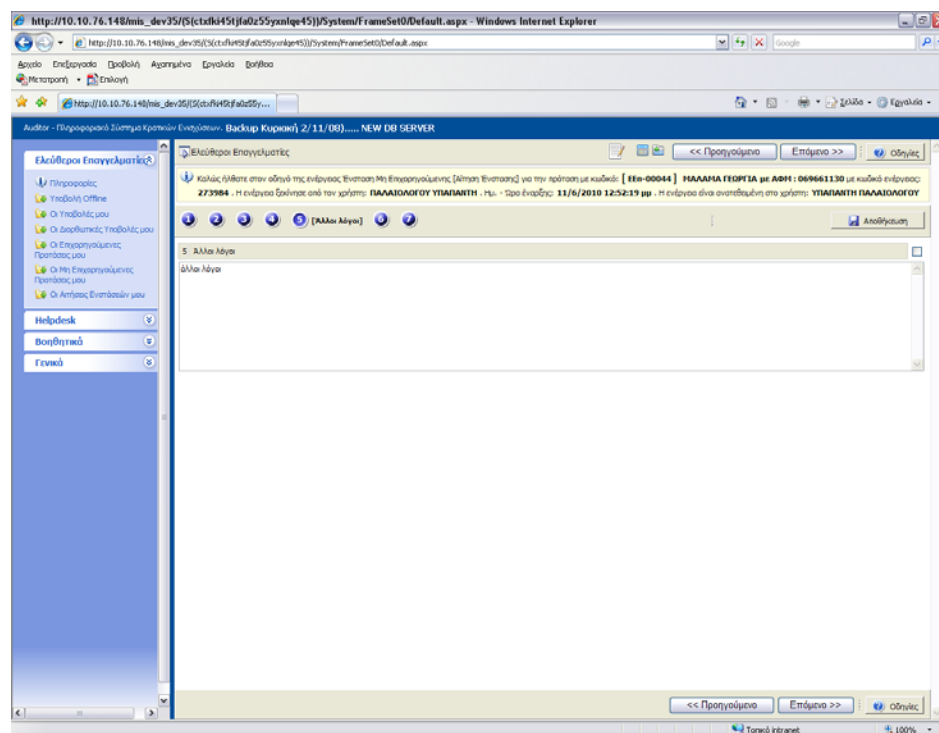 http://10.10.76.148/mis_dev35/(S(ctxfki45tjfa0z55yxnlqe45))/System/FrameSet0/Default.aspx - Windows Internet Explorer
http://10.10.76.148/mis_dev35/(S(ctxfki45tjfa0z55yxnlqe45))/System/FrameSet0/Default.aspx
Google
Αρχείο Επεξεργασία Προβολή Αγαπημένα Εργαλεία Βοήθεια
Μετατροπή Επιλογή
http://10.10.76.148/mis_dev35/(S(ctxfki45tjfa0z55y...
Σελίδα Εργαλεία
Auditor - Πληροφοριακό Σύστημα Κρατικών Ενισχύσεων. Backup Κυριακή 2/11/08)..... NEW DB SERVER
Ελεύθεροι Επαγγελματίες
Πληροφορίες
Υποβολή Offline
Οι Υποβολές μου
Οι Διορθωτικές Υποβολές μου
Οι Επιχορηγούμενες Προτάσεις μου
Οι Μη Επιχορηγούμενες Προτάσεις μου
Οι Αιτήσεις Ενστάσεών μου
Helpdesk
Βοηθητικά
Γενικά
Ελεύθεροι Επαγγελματίες
<< Προηγούμενο Επόμενο >> Οδηγίες
Καλώς ήλθατε στον οδηγό της ενέργειας Ένσταση Μη Επιχορηγούμενης [Αίτηση Ένστασης] για την πρόταση με κωδικό: [ ΕΕπ-00044 ] ΜΑΛΑΜΑ ΓΕΩΡΓΙΑ με ΑΦΜ : 069661130 με κωδικό ενέργειας:
273984 . Η ενέργεια ξεκίνησε από τον χρήστη: ΠΑΛΑΙΟΛΟΓΟΥ ΥΠΑΠΑΝΤΗ . Ημ. - Ώρα έναρξης: 11/6/2010 12:52:19 μμ . Η ενέργεια είναι ανατεθειμένη στο χρήστη: ΥΠΑΠΑΝΤΗ ΠΑΛΑΙΟΛΟΓΟΥ
1 2 3 4 5 [Άλλοι λόγοι] 6 7
Αποθήκευση
5 Άλλοι λόγοι
άλλοι λόγοι
<< Προηγούμενο Επόμενο >> Οδηγίες
Τοπικό intranet 100%